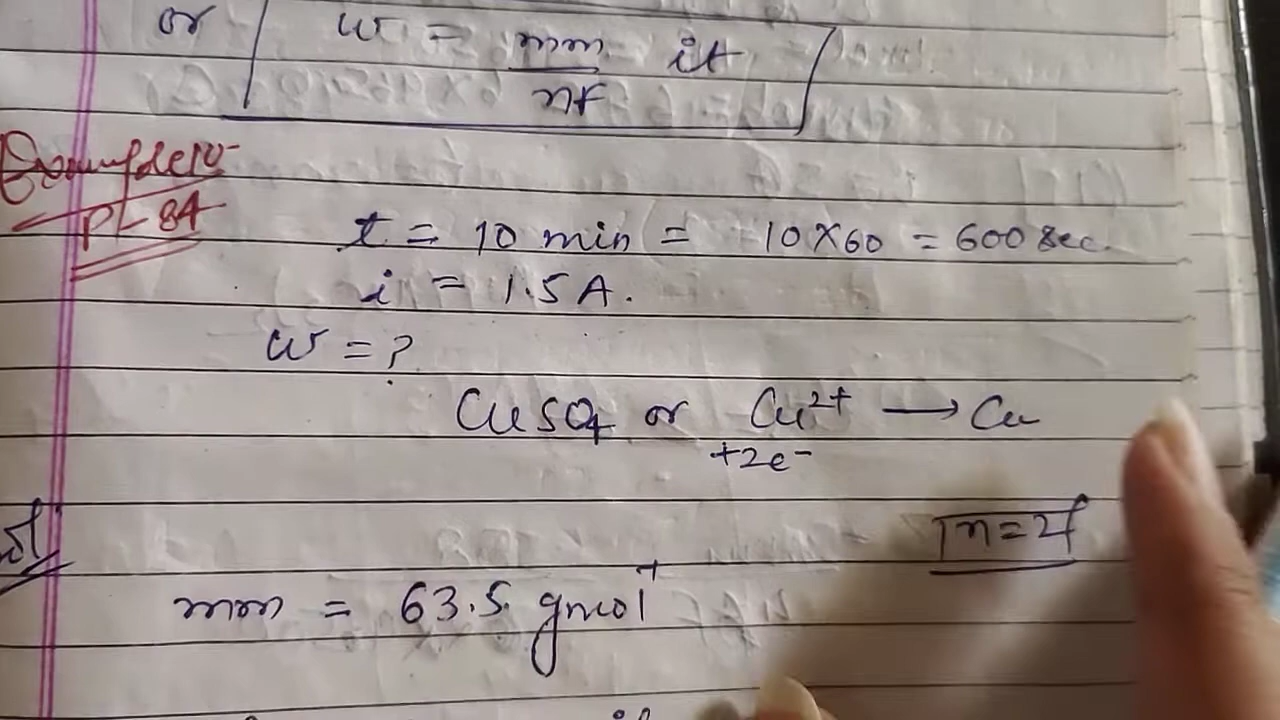 or w = mm it
nF
Example 10
P-84
t = 10 min = 10×60 = 600 sec.
i = 1.5 A.
w = ?
CuSO4 or Cu²⁺ → Cu
+2e⁻
n=2
mm = 63.5 gmol⁻¹